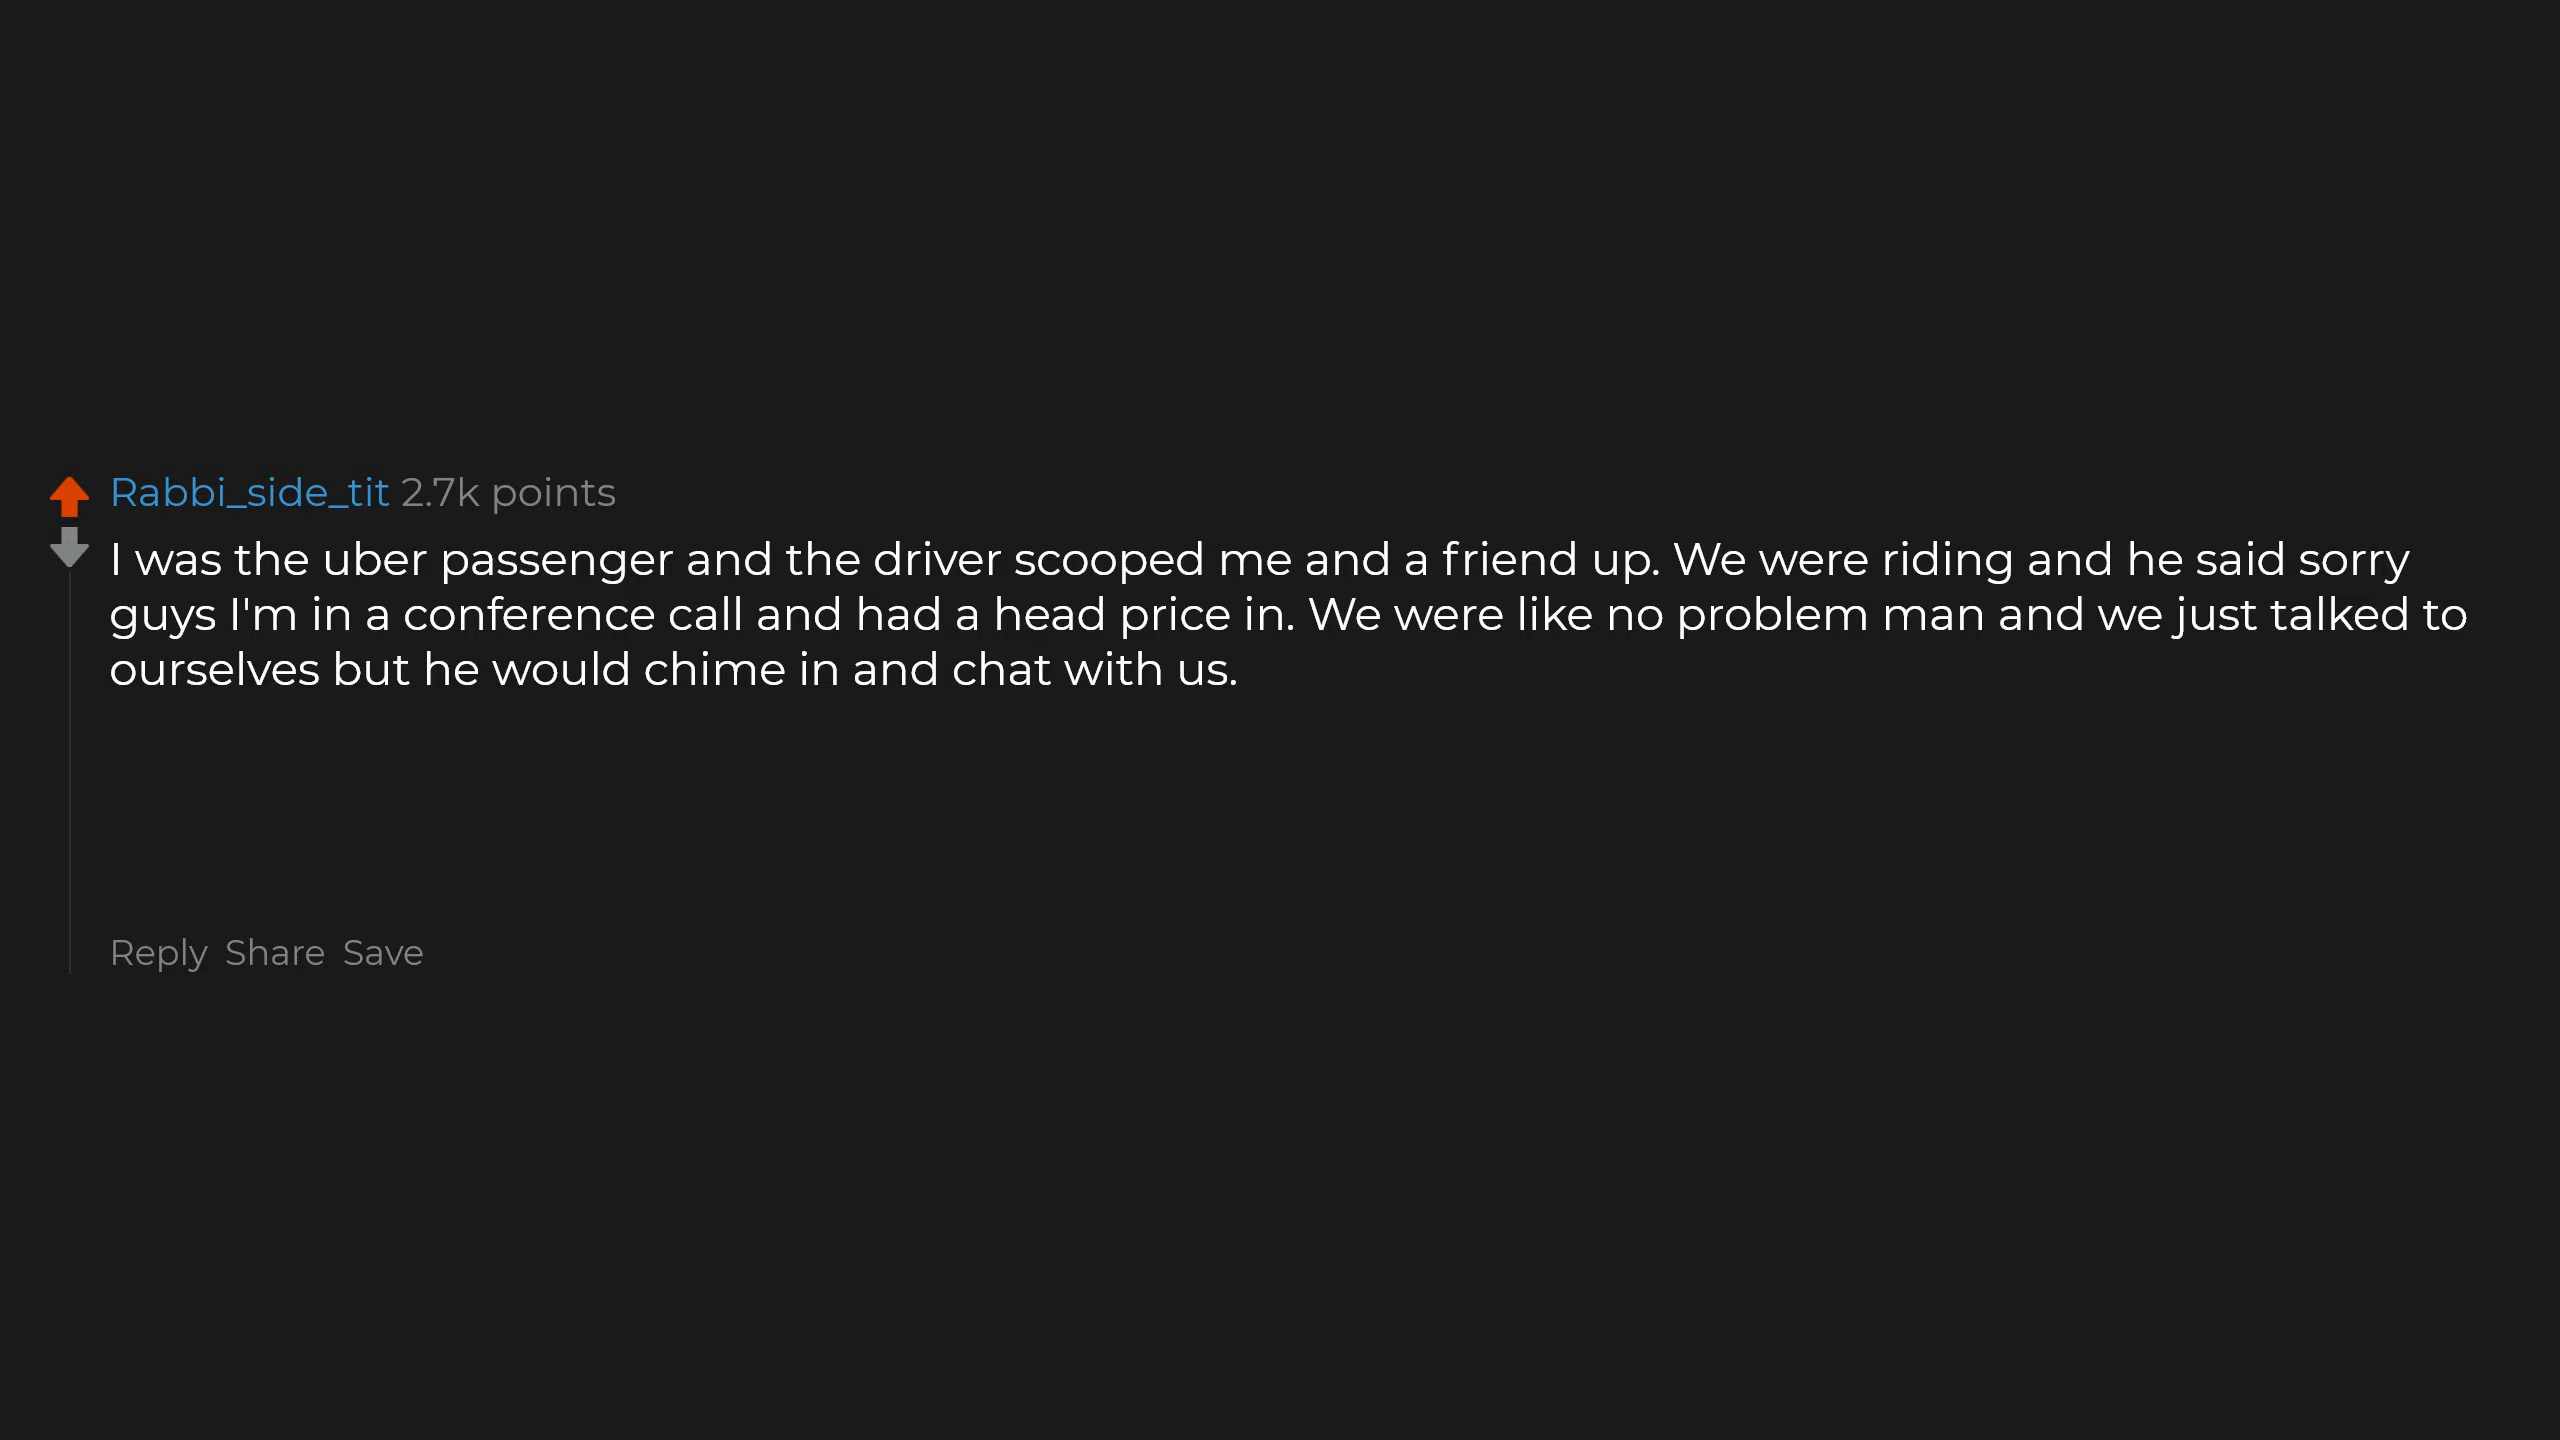 Rabbi_side_tit 2.7k points
I was the uber passenger and the driver scooped me and a friend up. We were riding and he said sorry
guys I'm in a conference call and had a head price in. We were like no problem man and we just talked to
ourselves but he would chime in and chat with us.
Reply Share Save